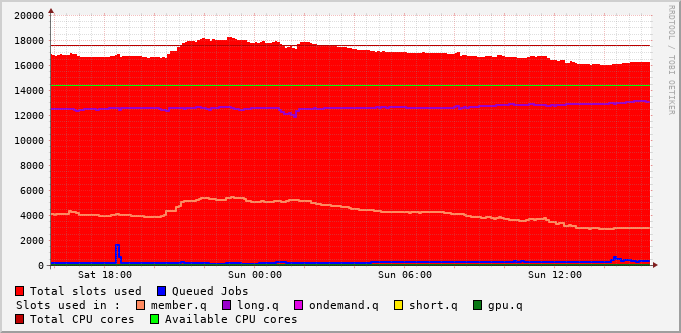 20000
18000
16000
14000
12000
10000
8000
6000
4000
2000
0
Sat 18:00 Sun 00:00 Sun 06:00 Sun 12:00
RRDTOOL / TOBI OETIKER
Total slots used Queued Jobs
Slots used in : member.q long.q ondemand.q short.q gpu.q
Total CPU cores Available CPU cores